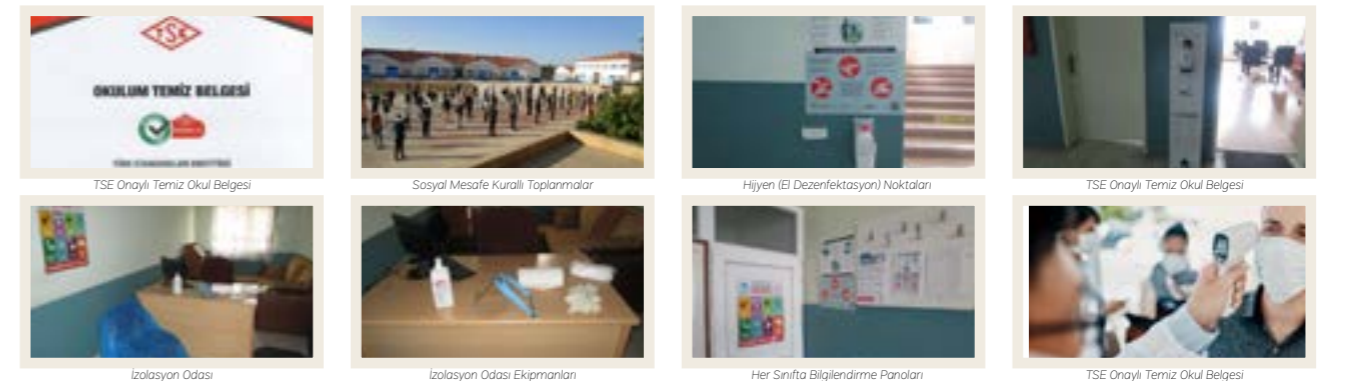 TSE
OKULUM TEMİZ BELGESİ
TSE Onaylı Temiz Okul Belgesi
Sosyal Mesafe Kurallı Toplanmalar
Hijyen (El Dezenfektasyon) Noktaları
TSE Onaylı Temiz Okul Belgesi
İzolasyon Odası
İzolasyon Odası Ekipmanları
Her Sınıfta Bilgilendirme Panoları
TSE Onaylı Temiz Okul Belgesi